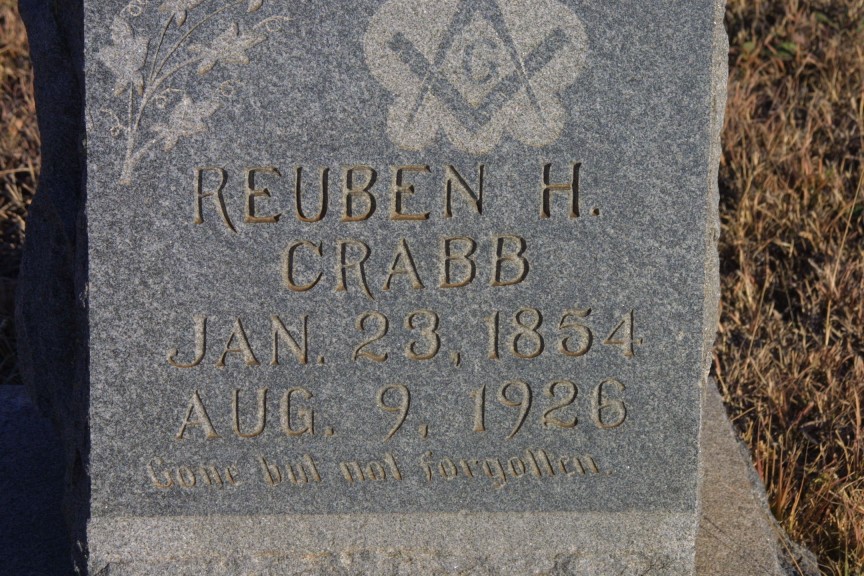 G
REUBEN H.
CRABB
JAN. 23, 1854
AUG. 9, 1926
Gone but not forgotten.